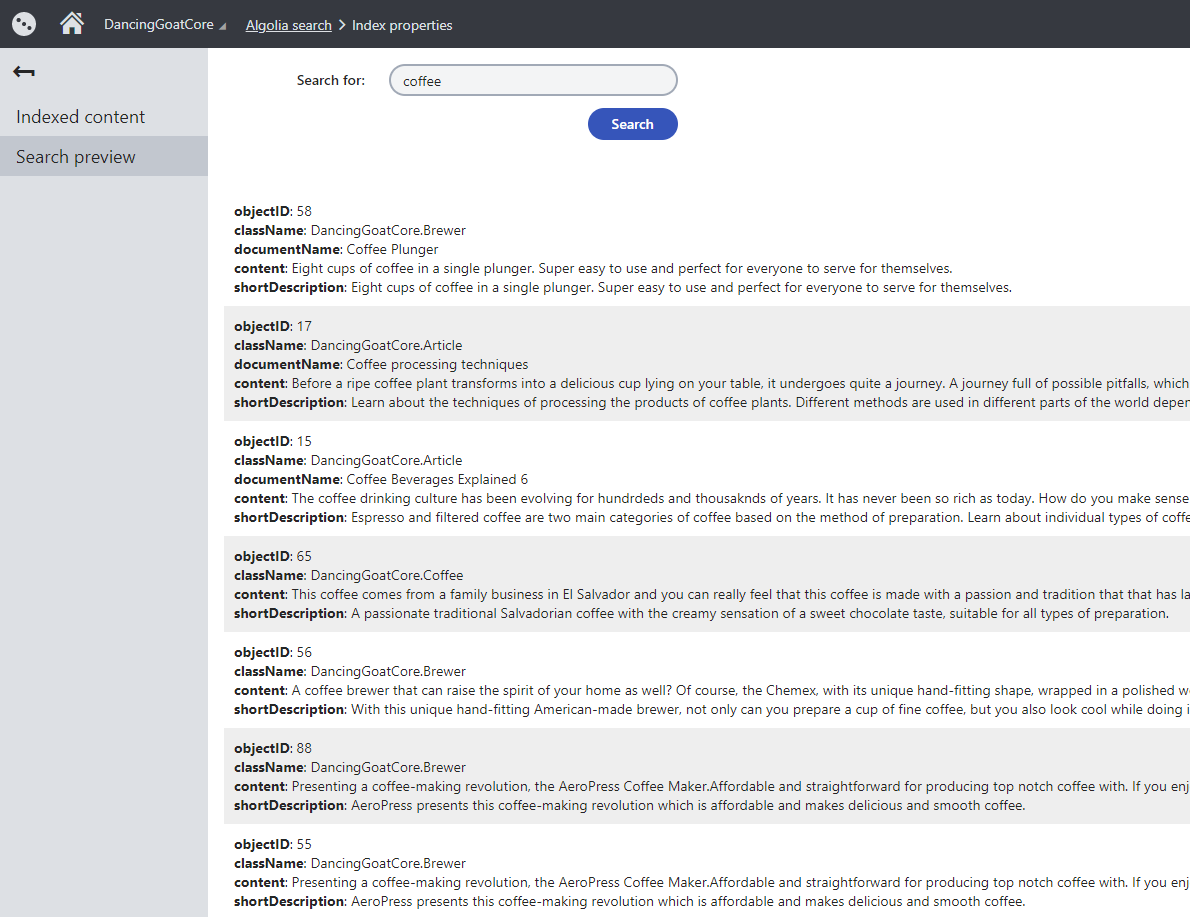 DancingGoatCore Algolia search > Index properties
Search for: coffee
Search
Indexed content
Search preview
objectID: 58
className: DancingGoatCore.Brewer
documentName: Coffee Plunger
content: Eight cups of coffee in a single plunger. Super easy to use and perfect for everyone to serve for themselves.
shortDescription: Eight cups of coffee in a single plunger. Super easy to use and perfect for everyone to serve for themselves.
objectID: 17
className: DancingGoatCore.Article
documentName: Coffee processing techniques
content: Before a ripe coffee plant transforms into a delicious cup lying on your table, it undergoes quite a journey. A journey full of possible pitfalls, which
shortDescription: Learn about the techniques of processing the products of coffee plants. Different methods are used in different parts of the world deper
objectID: 15
className: DancingGoatCore.Article
documentName: Coffee Beverages Explained 6
content: The coffee drinking culture has been evolving for hundrdeds and thousaknds of years. It has never been so rich as today. How do you make sense
shortDescription: Espresso and filtered coffee are two main categories of coffee based on the method of preparation. Learn about individual types of coffe
objectID: 65
className: DancingGoatCore.Coffee
content: This coffee comes from a family business in El Salvador and you can really feel that this coffee is made with a passion and tradition that that has la
shortDescription: A passionate traditional Salvadorian coffee with the creamy sensation of a sweet chocolate taste, suitable for all types of preparation.
objectID: 56
className: DancingGoatCore.Brewer
content: A coffee brewer that can raise the spirit of your home as well? Of course, the Chemex, with its unique hand-fitting shape, wrapped in a polished w
shortDescription: With this unique hand-fitting American-made brewer, not only can you prepare a cup of fine coffee, but you also look cool while doing i
objectID: 88
className: DancingGoatCore.Brewer
content: Presenting a coffee-making revolution, the AeroPress Coffee Maker.Affordable and straightforward for producing top notch coffee with. If you enj
shortDescription: AeroPress presents this coffee-making revolution which is affordable and makes delicious and smooth coffee.
objectID: 55
className: DancingGoatCore.Brewer
content: Presenting a coffee-making revolution, the AeroPress Coffee Maker.Affordable and straightforward for producing top notch coffee with. If you enj
shortDescription: AeroPress presents this coffee-making revolution which is affordable and makes delicious and smooth coffee.